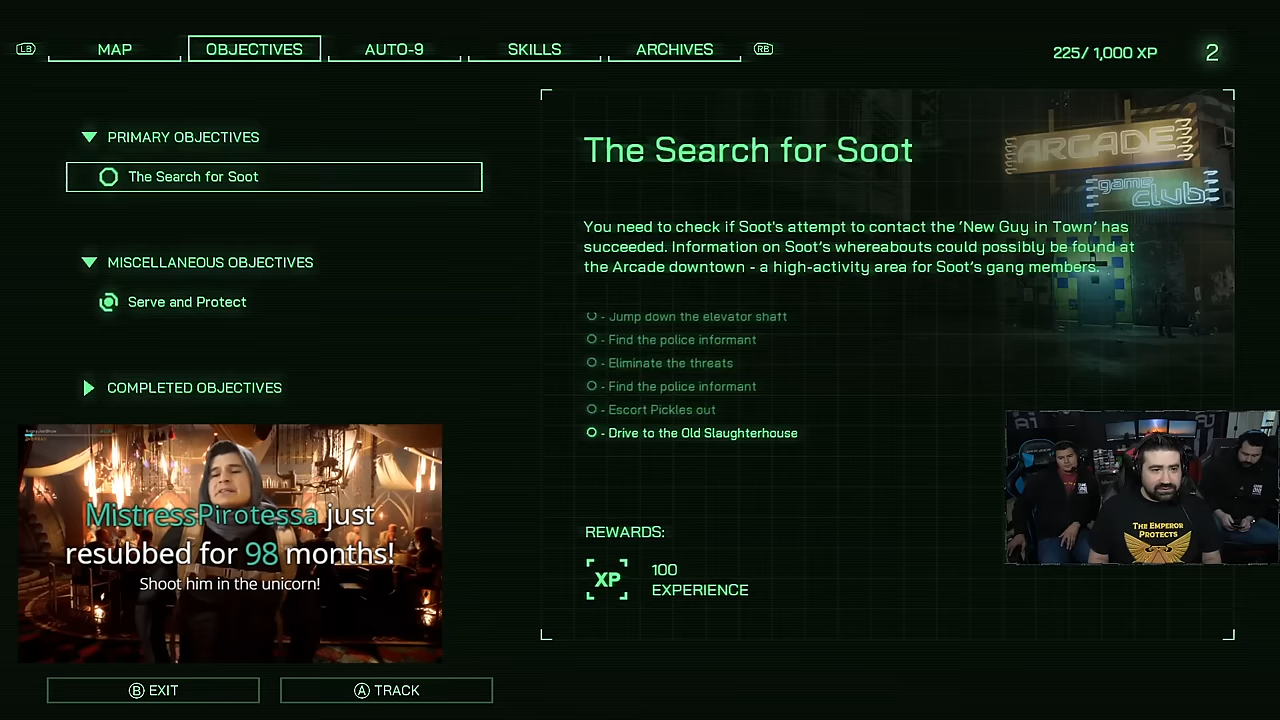 LB MAP OBJECTIVES AUTO-9 SKILLS ARCHIVES RB
225/ 1,000 XP 2
PRIMARY OBJECTIVES
The Search for Soot
MISCELLANEOUS OBJECTIVES
Serve and Protect
COMPLETED OBJECTIVES
MistressPirotessa just
resubbed for 98 months!
Shoot him in the unicorn!
B EXIT
A TRACK
ARCADE
game
club
The Search for Soot
You need to check if Soot's attempt to contact the ‘New Guy in Town’ has
succeeded. Information on Soot’s whereabouts could possibly be found at
the Arcade downtown - a high-activity area for Soot’s gang members.
- Jump down the elevator shaft
- Find the police informant
- Eliminate the threats
- Find the police informant
- Escort Pickles out
- Drive to the Old Slaughterhouse
REWARDS:
XP
100
EXPERIENCE
THE EMPEROR
PROTECTS